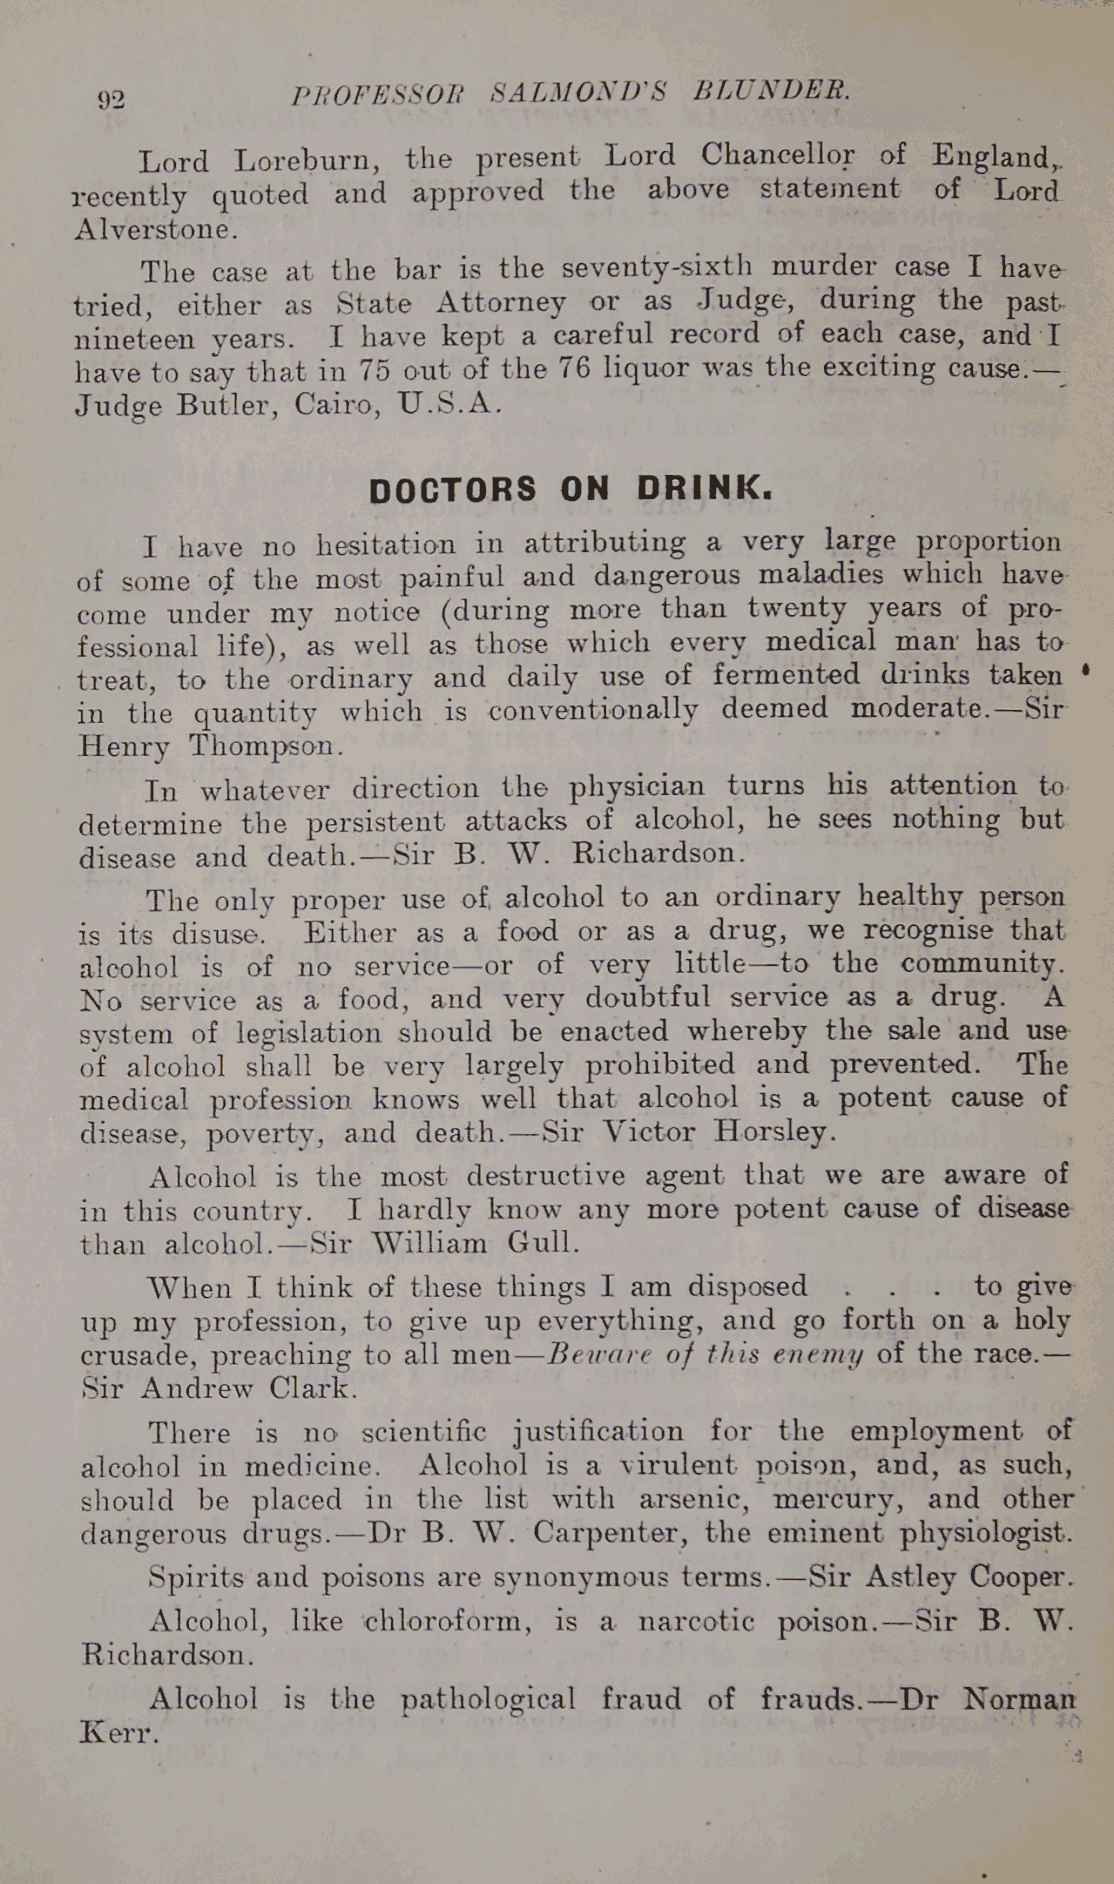 92 PROFESSOR SALMOND'S BLUNDER.
Lord Loreburn, the present Lord Chancellor of England,
recently quoted and approved the above statement of Lord
Alverstone.
The case at the bar is the seventy-sixth murder case I have
tried, either as State Attorney or as Judge, during the past
nineteen years. I have kept a careful record of each case, and I
have to say that in 75 out of the 76 liquor was the exciting cause.—
Judge Butler, Cairo, U.S.A.
DOCTORS ON DRINK.
I have no hesitation in attributing a very large proportion
of some of the most painful and dangerous maladies which have
come under my notice (during more than twenty years of pro-
fessional life), as well as those which every medical man has to
treat, to the ordinary and daily use of fermented drinks taken
in the quantity which is conventionally deemed moderate.—Sir
Henry Thompson.
In whatever direction the physician turns his attention to
determine the persistent attacks of alcohol, he sees nothing but
disease and death.—Sir B. W. Richardson.
The only proper use of alcohol to an ordinary healthy person
is its disuse. Either as a food or as a drug, we recognise that
alcohol is of no service—or of very little—to the community.
No service as a food, and very doubtful service as a drug. A
system of legislation should be enacted whereby the sale and use
of alcohol shall be very largely prohibited and prevented. The
medical profession knows well that alcohol is a potent cause of
disease, poverty, and death.—Sir Victor Horsley.
Alcohol is the most destructive agent that we are aware of
in this country. I hardly know any more potent cause of disease
than alcohol.—Sir William Gull.
When I think of these things I am disposed . . . to give
up my profession, to give up everything, and go forth on a holy
crusade, preaching to all men—Beware of this enemy of the race.—
Sir Andrew Clark.
There is no scientific justification for the employment of
alcohol in medicine. Alcohol is a virulent poison, and, as such,
should be placed in the list with arsenic, mercury, and other
dangerous drugs.—Dr B. W. Carpenter, the eminent physiologist.
Spirits and poisons are synonymous terms.—Sir Astley Cooper.
Alcohol, like chloroform, is a narcotic poison.—Sir B. W.
Richardson.
Alcohol is the pathological fraud of frauds.—Dr Norman
Kerr.